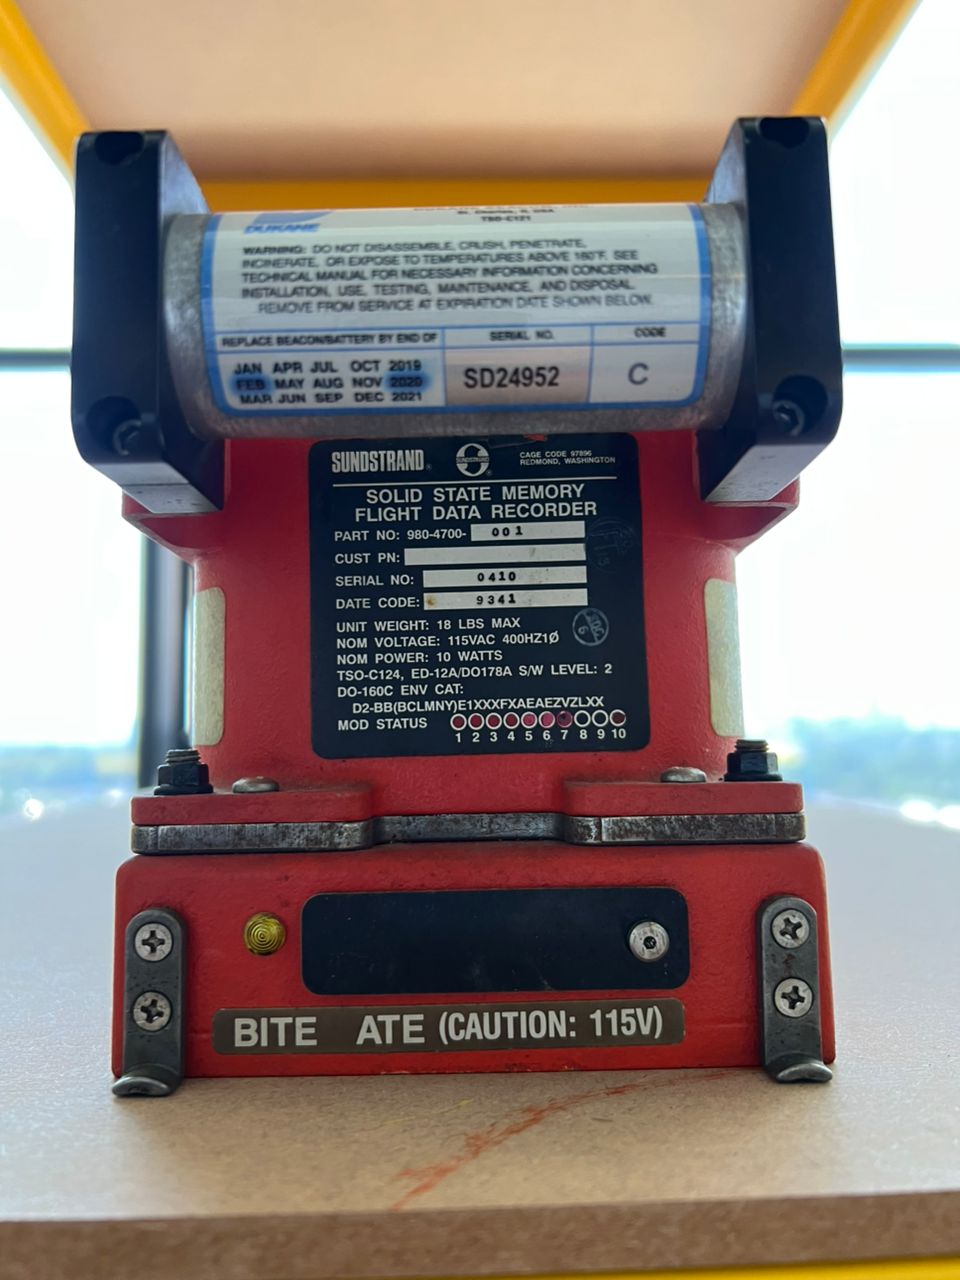 DUKANE
St. Charles, IL USA
TSO-C121
WARNING: DO NOT DISASSEMBLE, CRUSH, PENETRATE,
INCINERATE, OR EXPOSE TO TEMPERATURES ABOVE 160°F. SEE
TECHNICAL MANUAL FOR NECESSARY INFORMATION CONCERNING
INSTALLATION, USE, TESTING, MAINTENANCE, AND DISPOSAL.
REMOVE FROM SERVICE AT EXPIRATION DATE SHOWN BELOW.
REPLACE BEACON/BATTERY BY END OF SERIAL NO. CODE
JAN APR JUL OCT 2019
FEB MAY AUG NOV 2020 SD24952 C
MAR JUN SEP DEC 2021
SUNDSTRAND® SUNDSTRAND® CAGE CODE 97896
REDMOND, WASHINGTON
SOLID STATE MEMORY
FLIGHT DATA RECORDER
PART NO: 980-4700- 001
CUST PN:
SERIAL NO: 0410
DATE CODE: 9341
UNIT WEIGHT: 18 LBS MAX
NOM VOLTAGE: 115VAC 400HZ1Ø
NOM POWER: 10 WATTS
TSO-C124, ED-12A/DO178A S/W LEVEL: 2
DO-160C ENV CAT:
D2-BB(BCLMNY)E1XXXFXAEAEZVZLXX
MOD STATUS
1 2 3 4 5 6 7 8 9 10
BITE ATE (CAUTION: 115V)